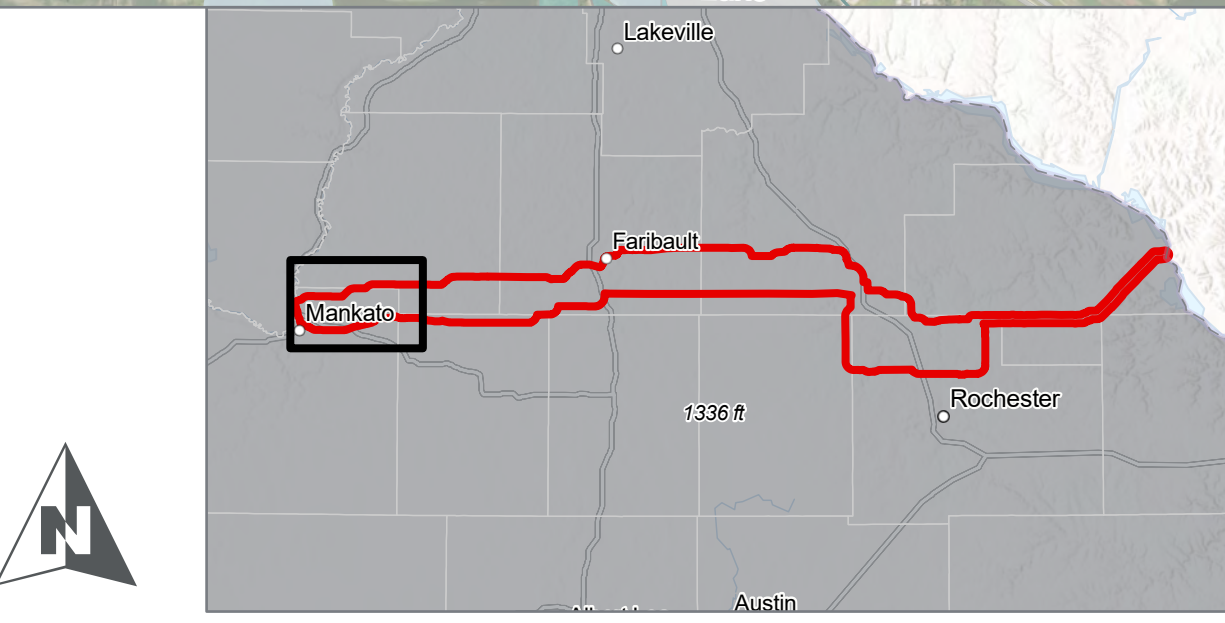 Lakeville
Faribault
Mankato
Rochester
1336 ft
N
Austin